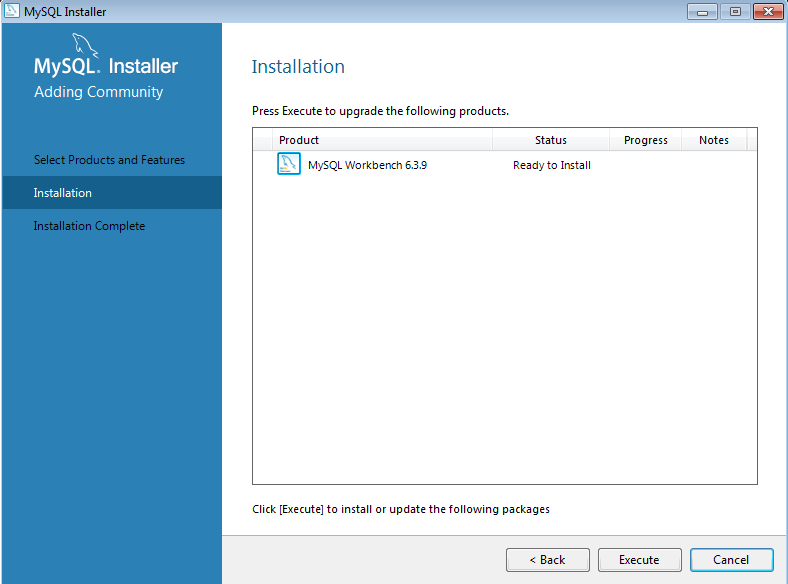 MySQL Installer
MySQL. Installer
Adding Community
Select Products and Features
Installation
Installation Complete
Installation
Press Execute to upgrade the following products.
Product Status Progress Notes
MySQL Workbench 6.3.9 Ready to Install
Click [Execute] to install or update the following packages
< Back Execute Cancel